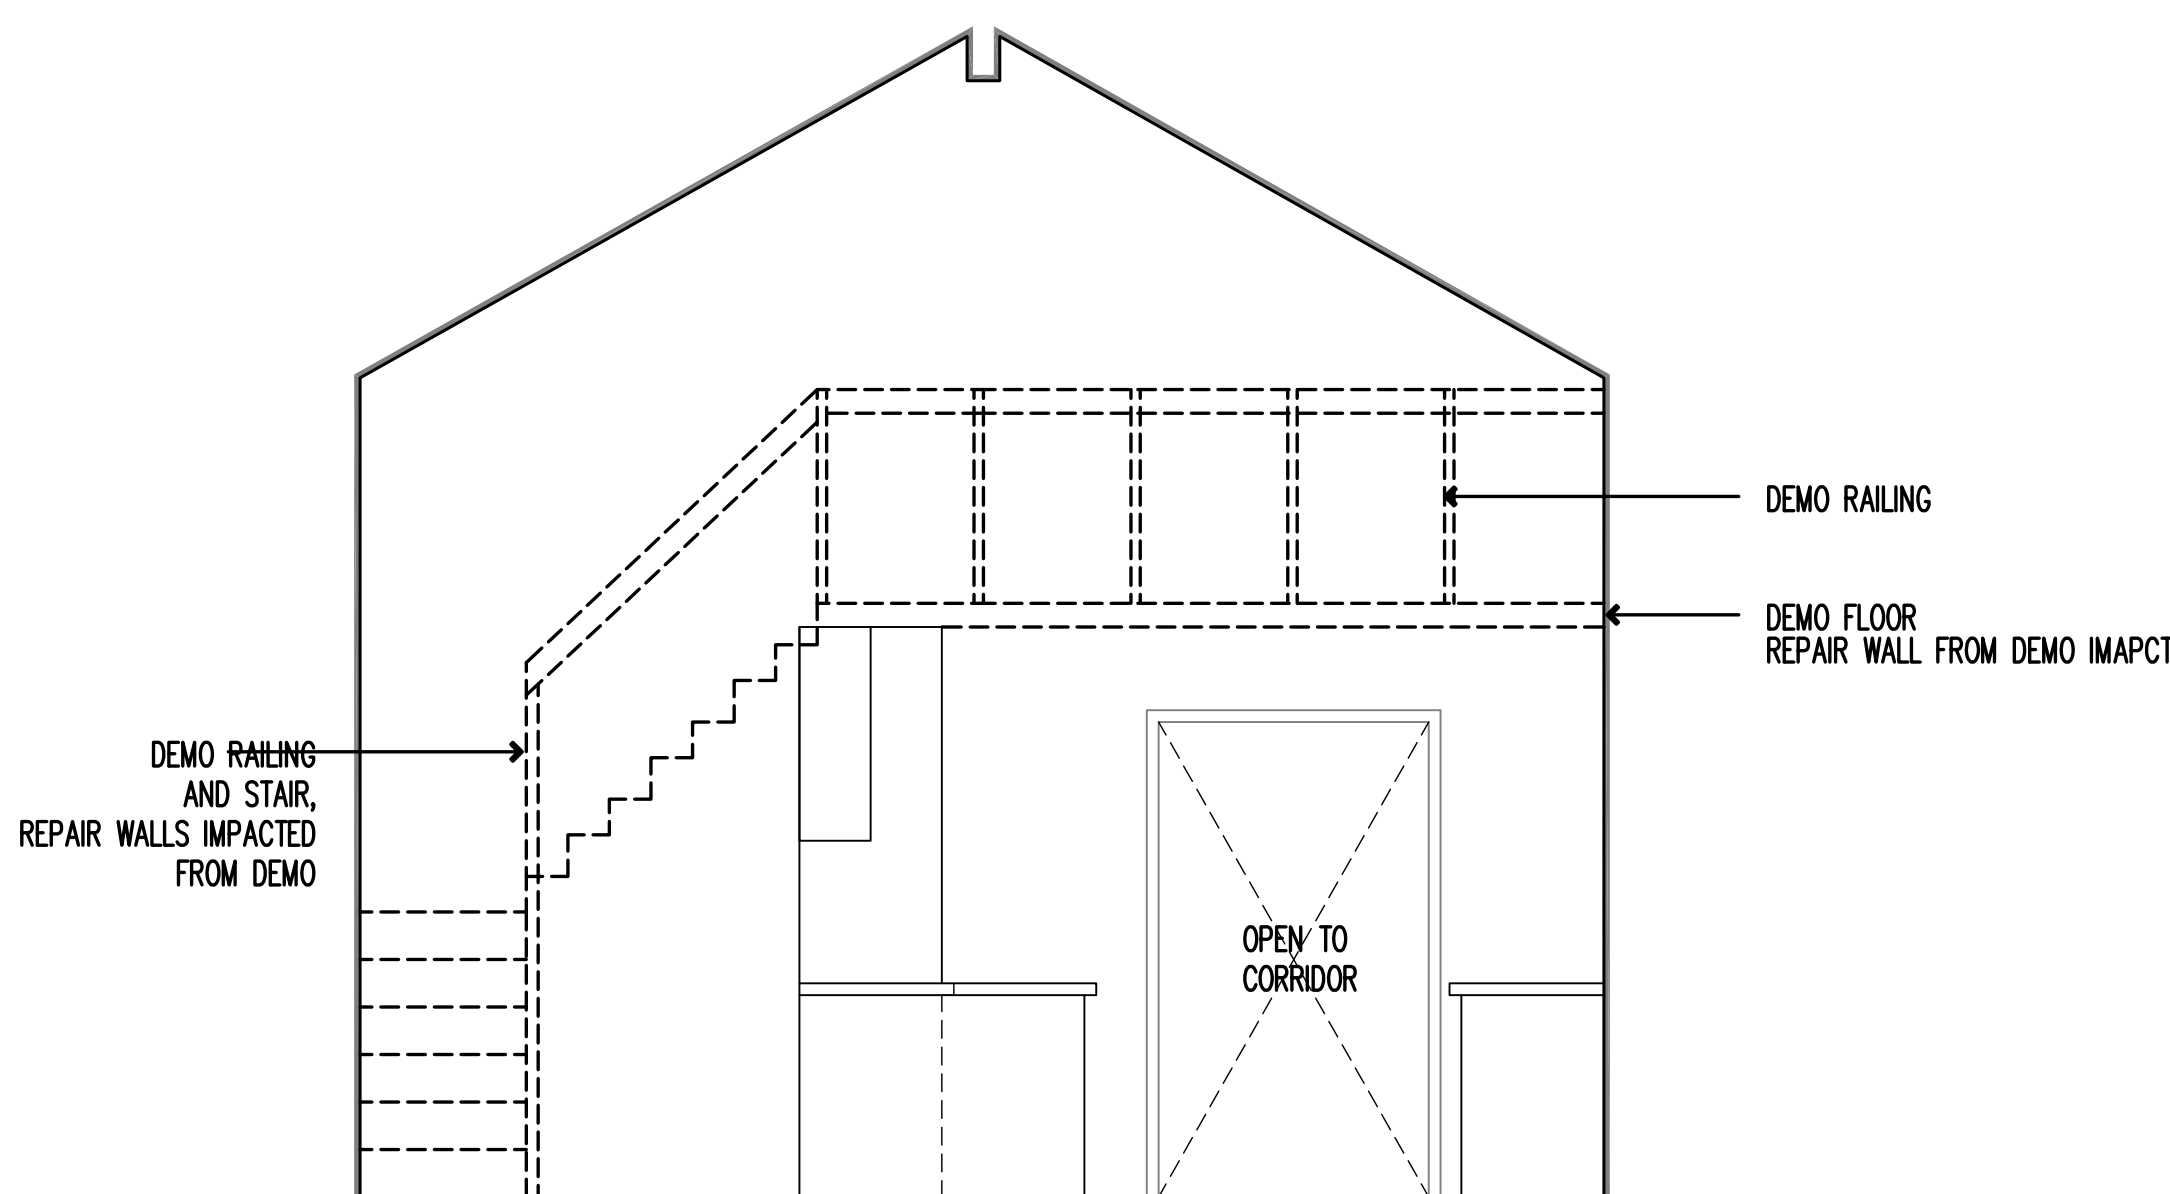 DEMO RAILING
DEMO FLOOR
REPAIR WALL FROM DEMO IMAPCT
DEMO RAILING
AND STAIR,
REPAIR WALLS IMPACTED
FROM DEMO
OPEN TO
CORRIDOR